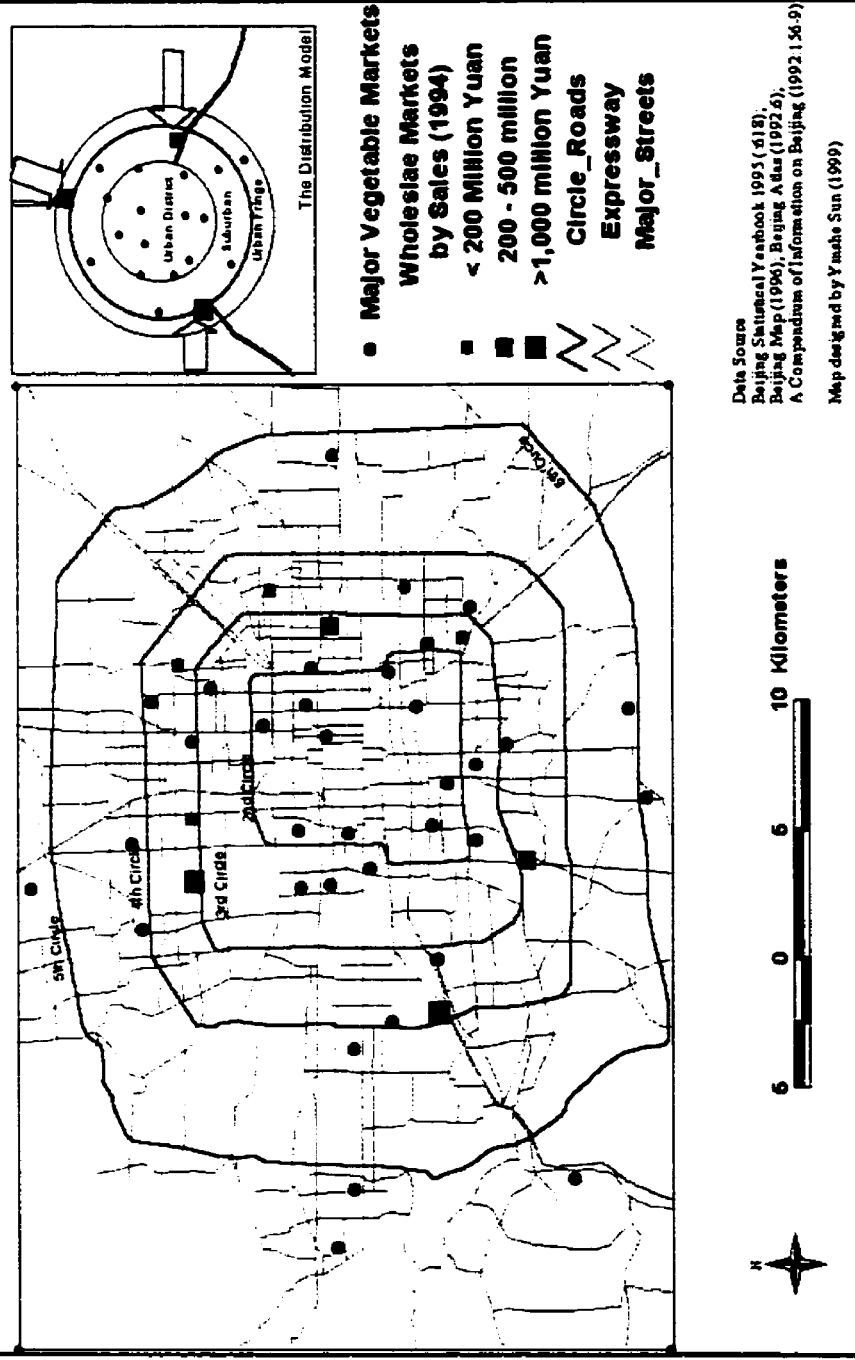 The Distribution Model
Urban District
Suburban
Urban Fringe
Major Vegetable Markets
Wholeslae Markets
by Sales (1994)
< 200 Million Yuan
200 - 500 milllion
>1,000 million Yuan
Circle_Roads
Expressway
Major_Streets
5th Circle
4th Circle
3rd Circle
2nd Circle
5th Circle
N
5 0 5 10 Kilometers
Data Source
Beijing Statistical Yearbook 1995
Beijing Map (1996), Beijing Atlas (1992:6),
A Compendium of Information on Beijing (1992:156-9)
Map designed by Sun (1999)